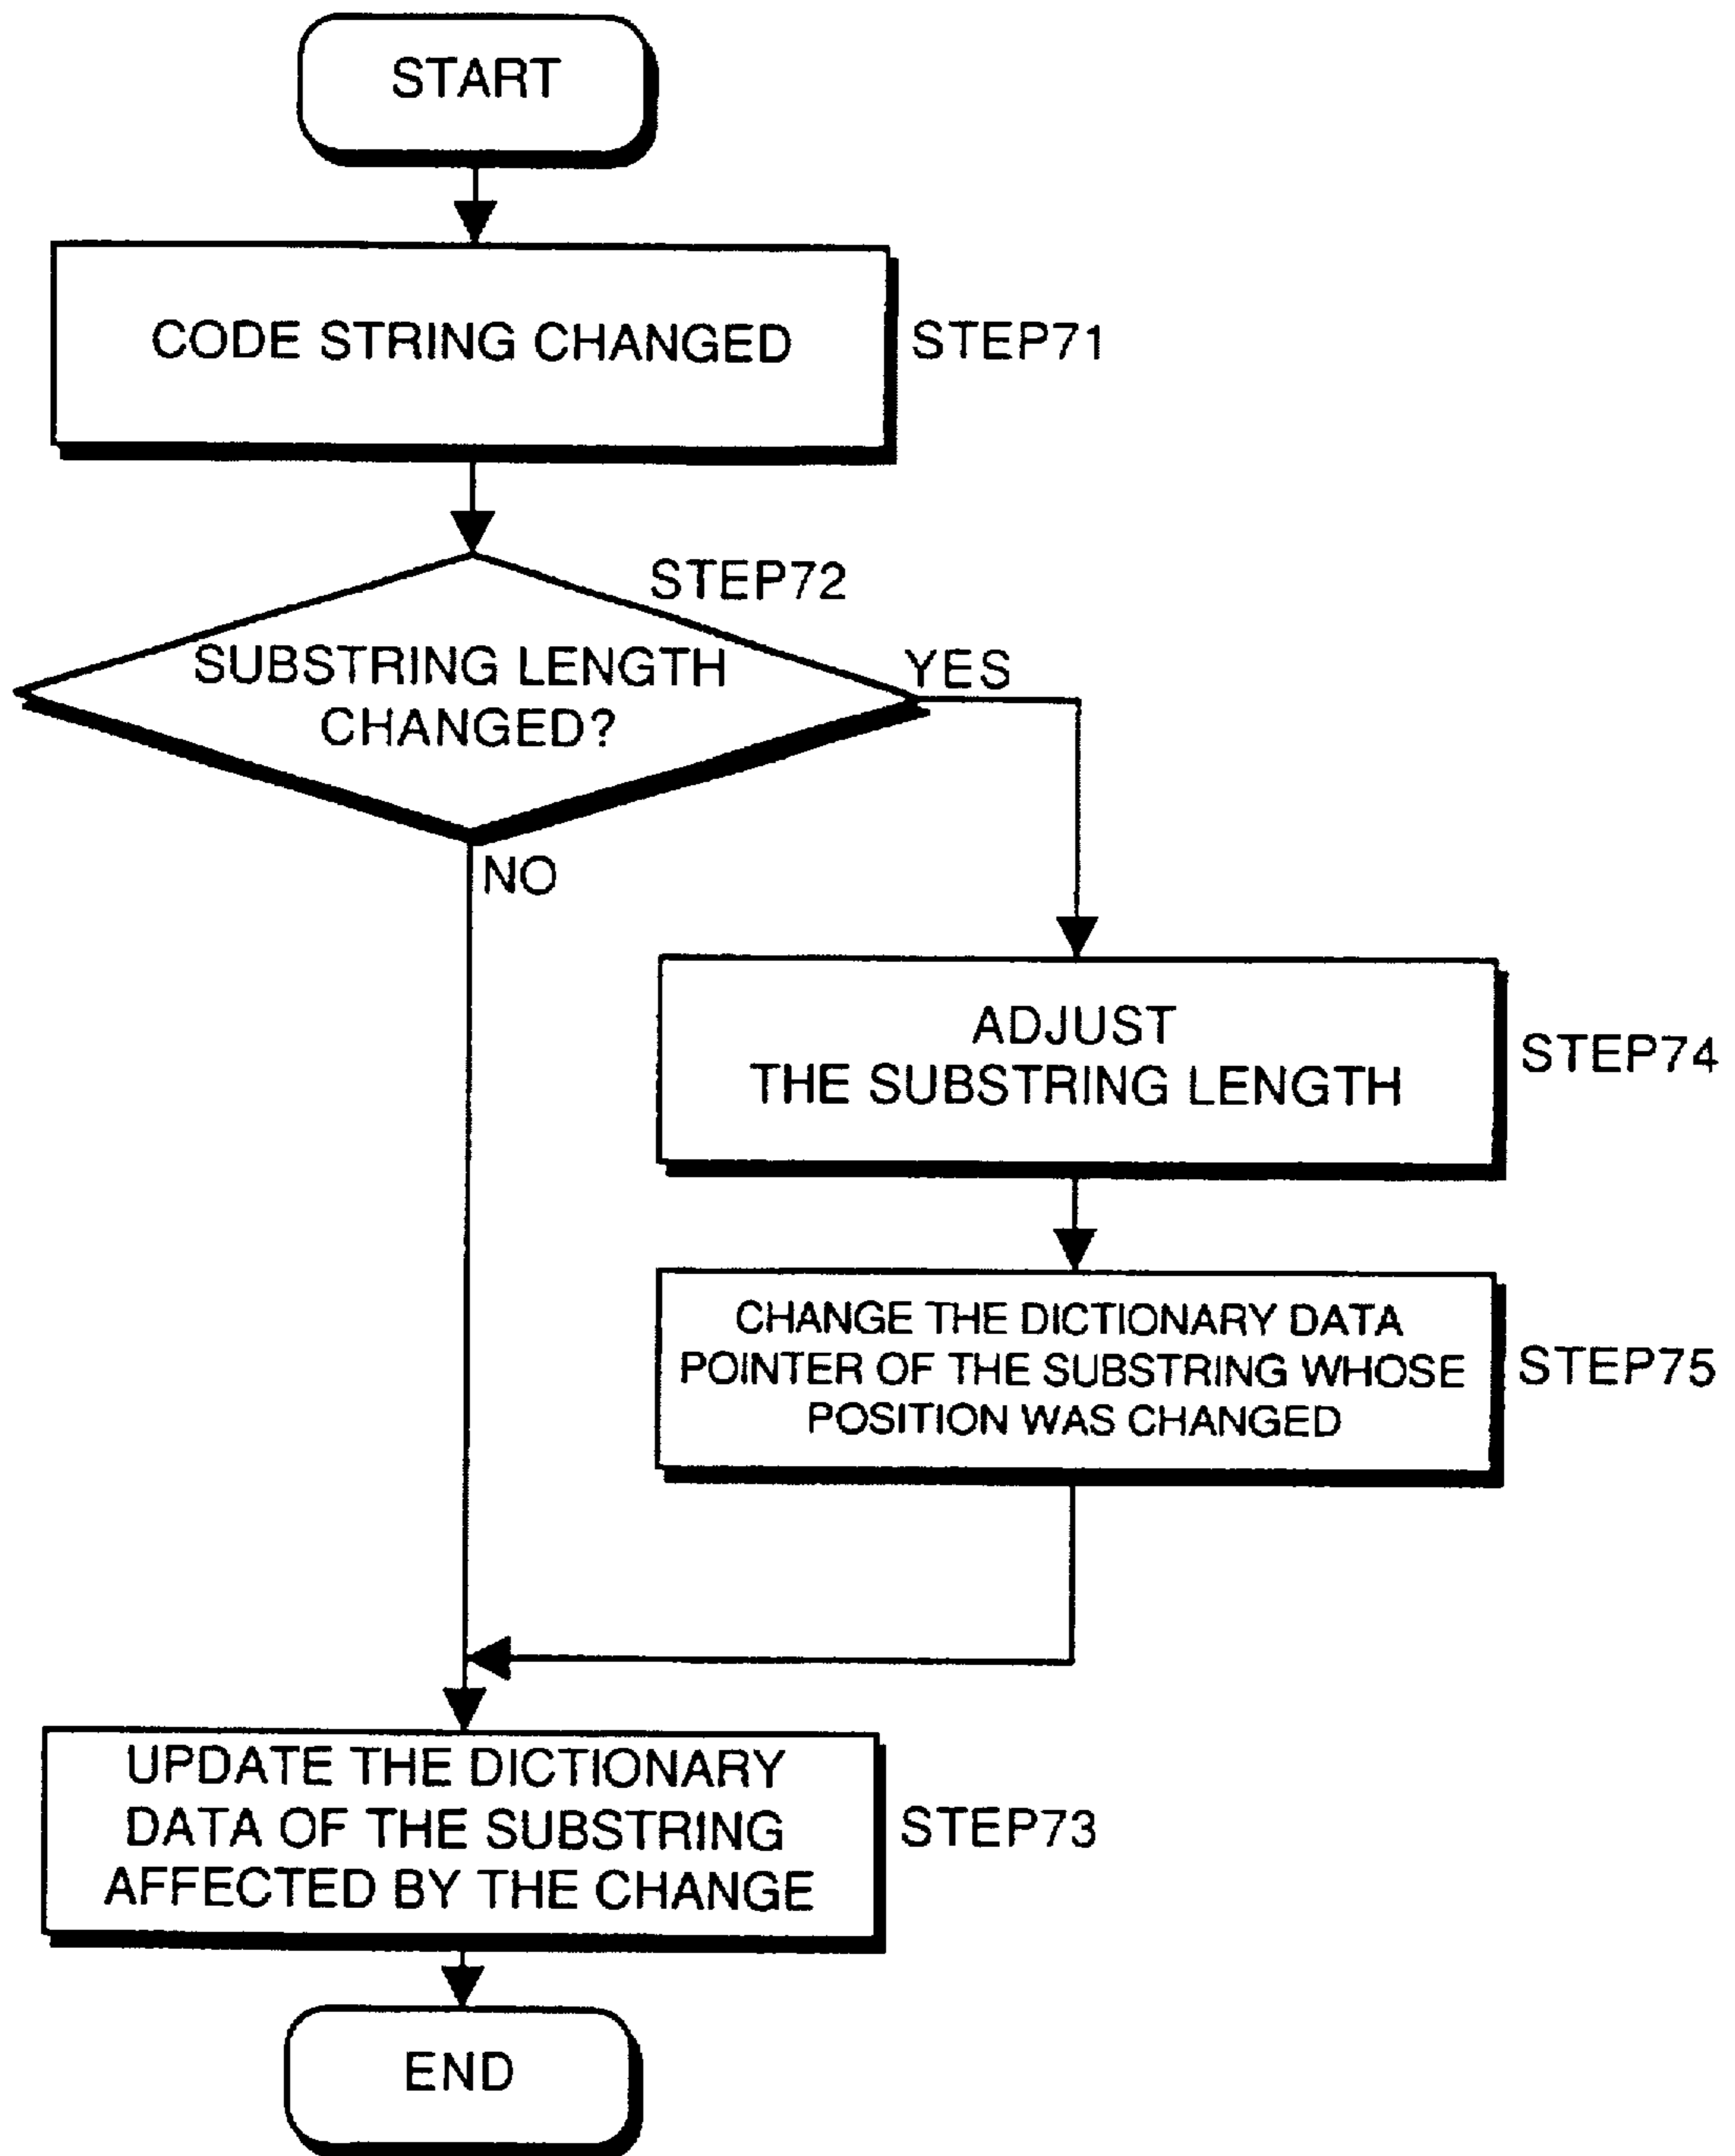 START
CODE STRING CHANGED
STEP71
STEP72
SUBSTRING LENGTH
CHANGED?
YES
NO
ADJUST
THE SUBSTRING LENGTH
STEP74
CHANGE THE DICTIONARY DATA
POINTER OF THE SUBSTRING WHOSE
POSITION WAS CHANGED
STEP75
UPDATE THE DICTIONARY
DATA OF THE SUBSTRING
AFFECTED BY THE CHANGE
STEP73
END